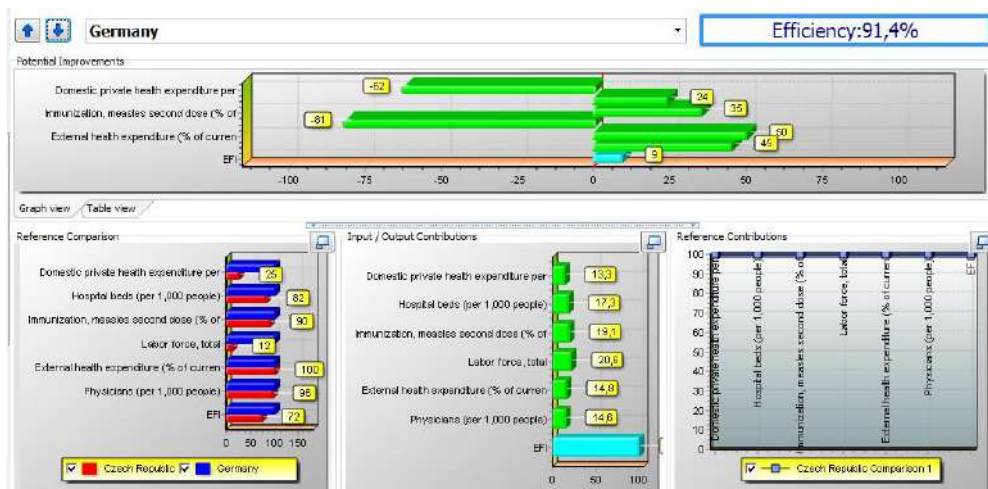 Germany
Efficiency:91,4%
Potential Improvements
Domestic private health expenditure per
Immunization, measles second dose (% of
External health expenditure (% of curren
EFI
-62
24
35
-81
60
45
9
-100 -75 -50 -25 0 25 50 75 100
Graph view Table view
Reference Comparison
Domestic private health expenditure per
Hospital beds (per 1,000 people)
Immunization, measles second dose (% of
Labor force, total
External health expenditure (% of curren
Physicians (per 1,000 people)
EFI
25
82
90
12
100
96
72
0 50 100 150
Czech Republic Germany
Input / Output Contributions
Domestic private health expenditure per
Hospital beds (per 1,000 people)
Immunization, measles second dose (% of
Labor force, total
External health expenditure (% of curren
Physicians (per 1,000 people)
EFI
13,3
17,3
19,1
20,8
14,8
14,6
0 50 100
Reference Contributions
100
90
80
70
60
50
40
30
20
10
0
Domestic private health expenditure per
Hospital beds (per 1,000 people)
Immunization, measles second dose (% of
Labor force, total
External health expenditure (% of current
Physicians (per 1,000 people)
EFI
Czech Republic Comparison 1